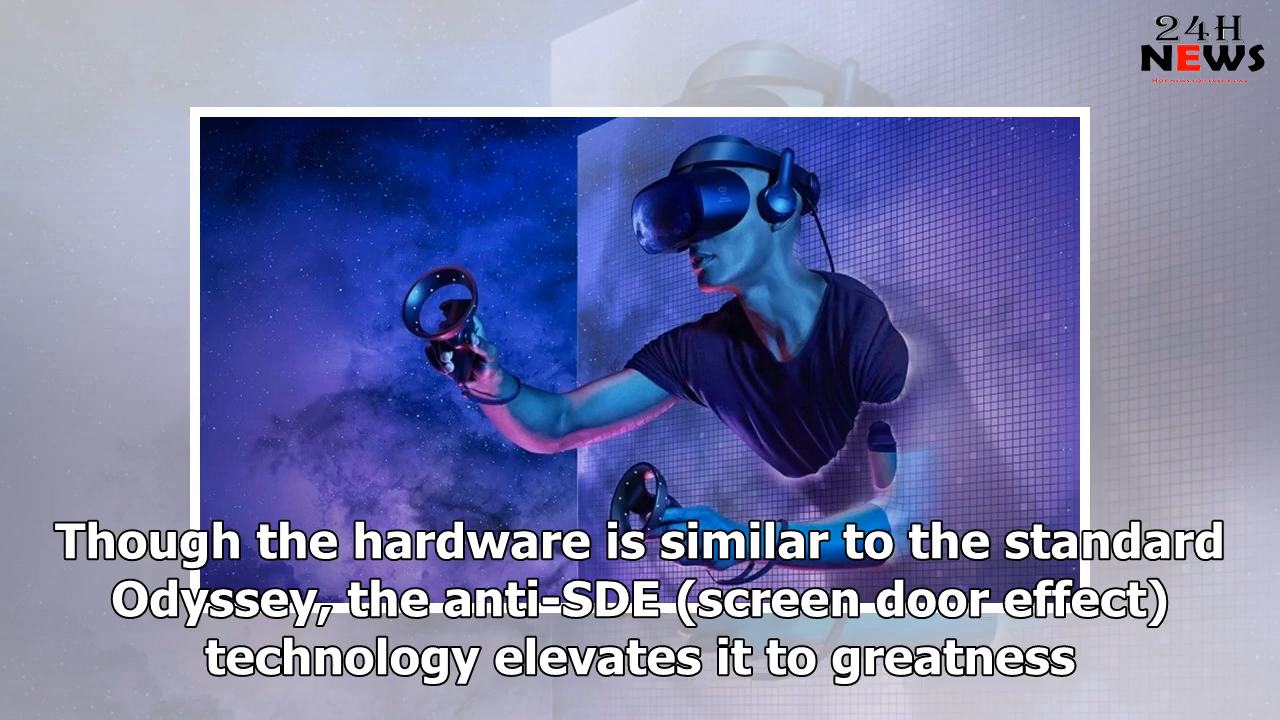 24H
NEWS
Though the hardware is similar to the standard
Odyssey, the anti-SDE (screen door effect)
technology elevates it to greatness